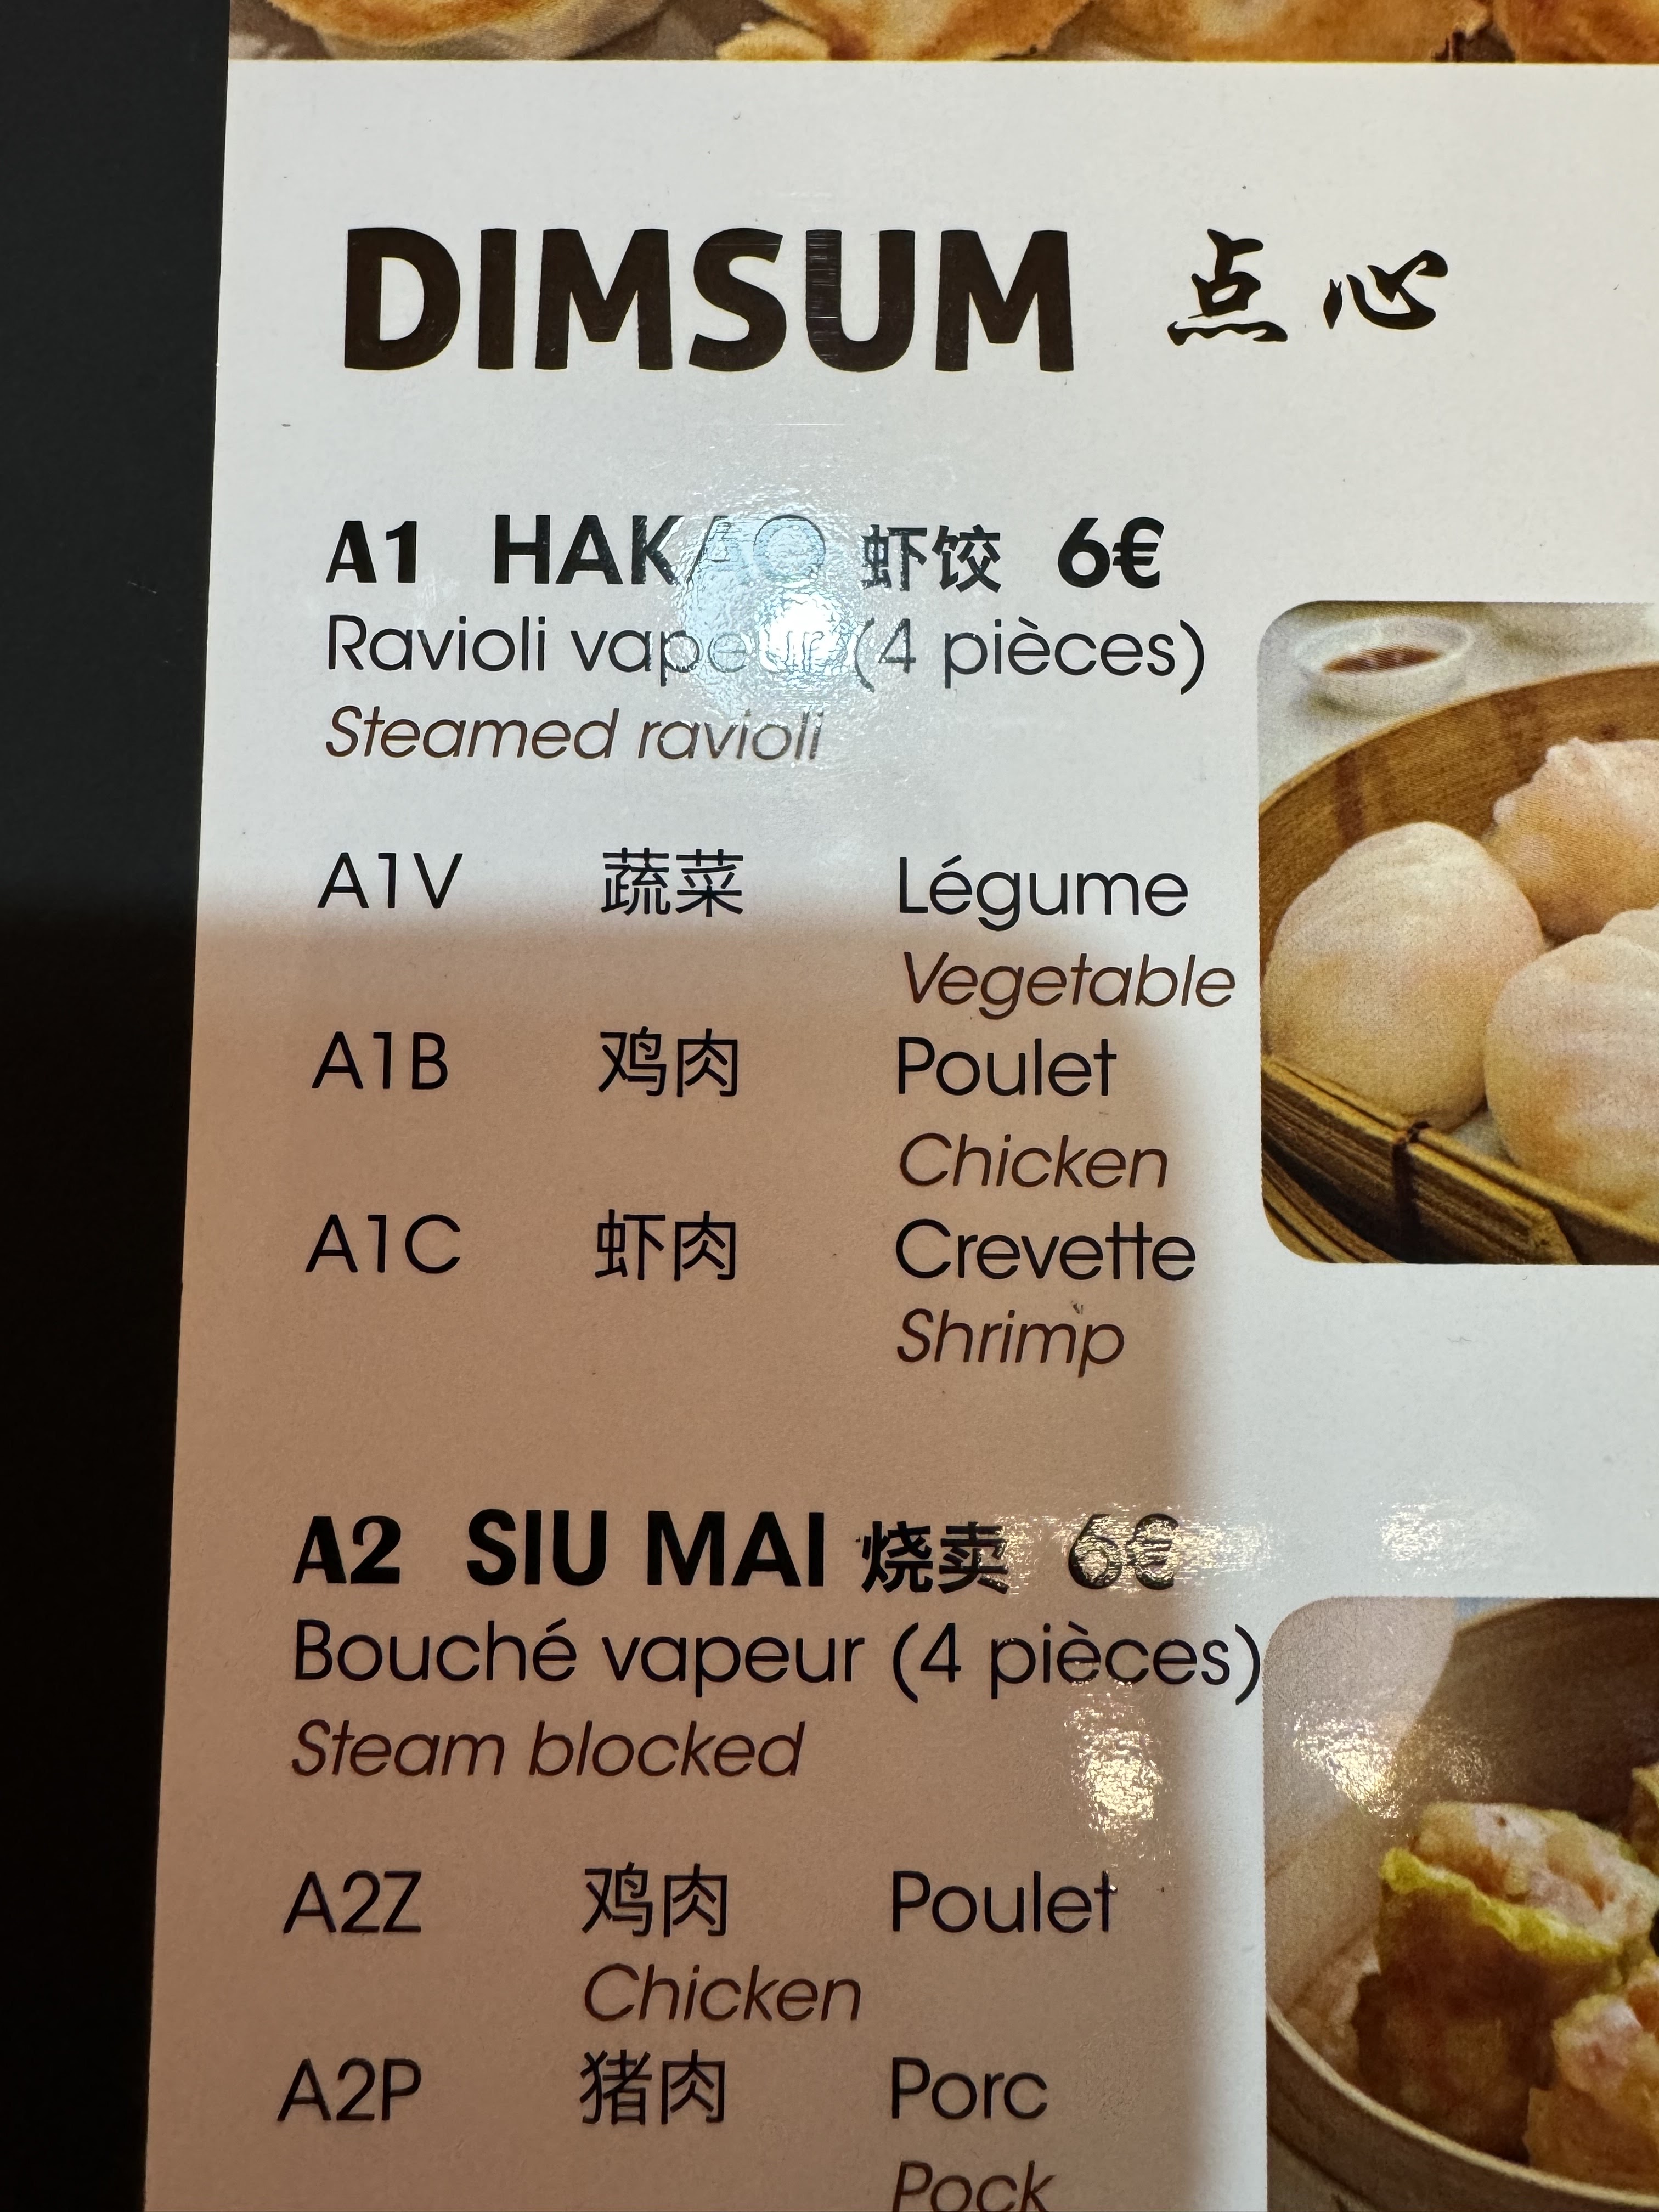 DIMSUM 点心
A1 HAKAO 虾饺 6€
Ravioli vapeur (4 pièces)
Steamed ravioli
A1V 蔬菜 Légume
Vegetable
A1B 鸡肉 Poulet
Chicken
A1C 虾肉 Crevette
Shrimp
A2 SIU MAI 烧卖 6€
Bouché vapeur (4 pièces)
Steam blocked
A2Z 鸡肉 Poulet
Chicken
A2P 猪肉 Porc
Pock